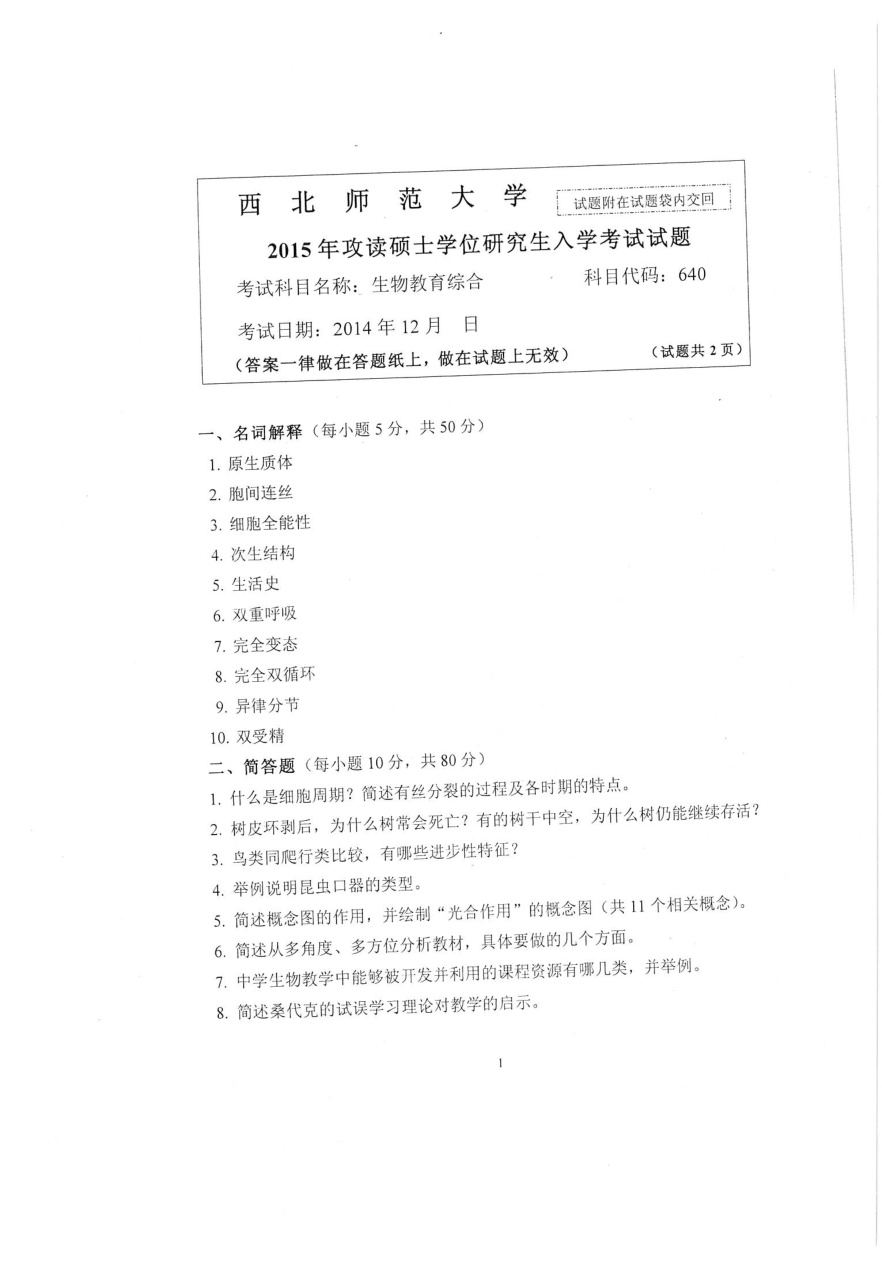 西北师范大学 试题附在试题袋内交回
2015年攻读硕士学位研究生入学考试试题
考试科目名称：生物教育综合 科目代码：640
考试日期：2014年12月 日
（答案一律做在答题纸上，做在试题上无效） （试题共2页）
一、名词解释（每小题5分，共50分）
1. 原生质体
2. 胞间连丝
3. 细胞全能性
4. 次生结构
5. 生活史
6. 双重呼吸
7. 完全变态
8. 完全双循环
9. 异律分节
10. 双受精
二、简答题（每小题10分，共80分）
1. 什么是细胞周期？简述有丝分裂的过程及各时期的特点。
2. 树皮环剥后，为什么树常会死亡？有的树干中空，为什么树仍能继续存活？
3. 鸟类同爬行类比较，有哪些进步性特征？
4. 举例说明昆虫口器的类型。
5. 简述概念图的作用，并绘制“光合作用”的概念图（共11个相关概念）。
6. 简述从多角度、多方位分析教材，具体要做的几个方面。
7. 中学生物教学中能够被开发并利用的课程资源有哪几类，并举例。
8. 简述桑代克的试误学习理论对教学的启示。
1